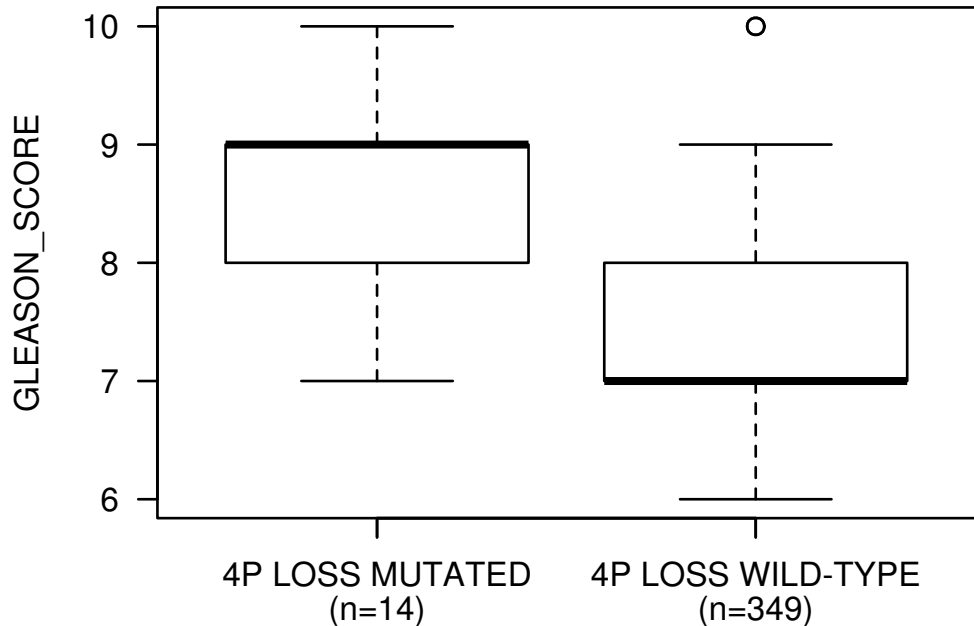 GLEASON_SCORE
10
9
8
7
6
4P LOSS MUTATED
(n=14)
4P LOSS WILD-TYPE
(n=349)